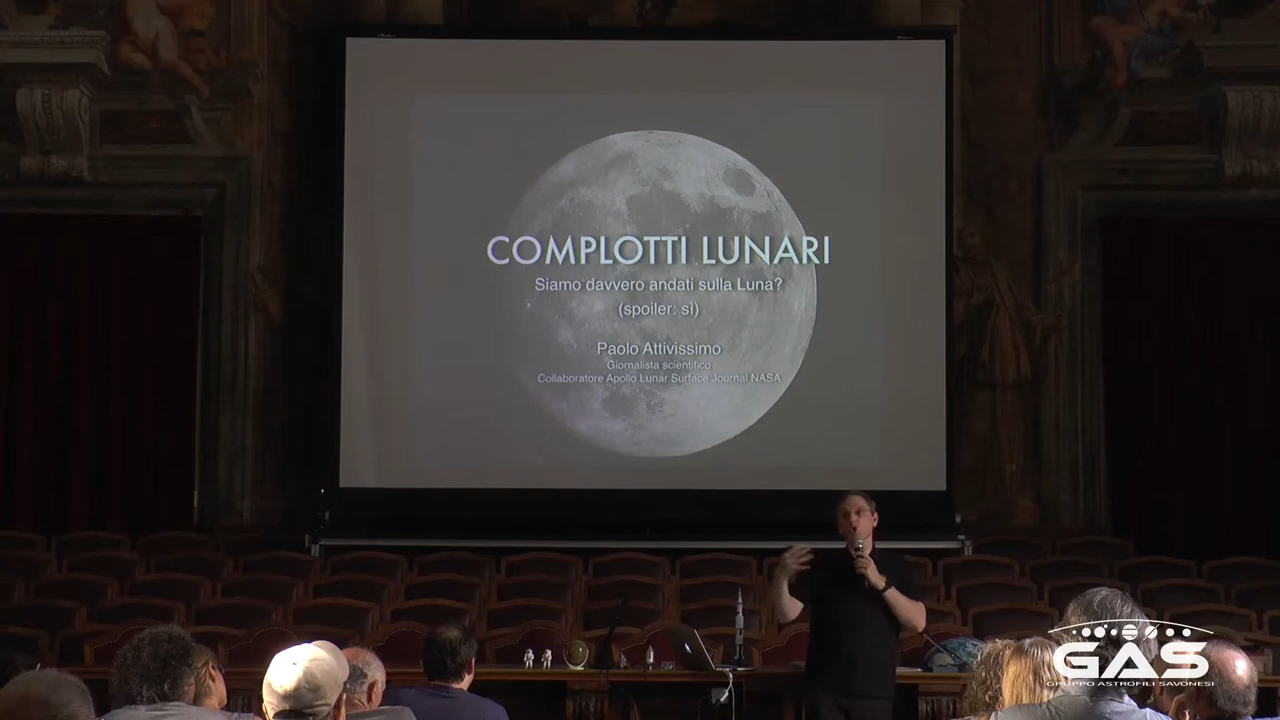 COMPLOTTI LUNARI
Siamo davvero andati sulla Luna?
(spoiler: sì)
Paolo Attivissimo
Giornalista scientifico
Collaboratore Apollo Lunar Surface Journal NASA
GAS
GRUPPO ASTROFILI SAVONESI